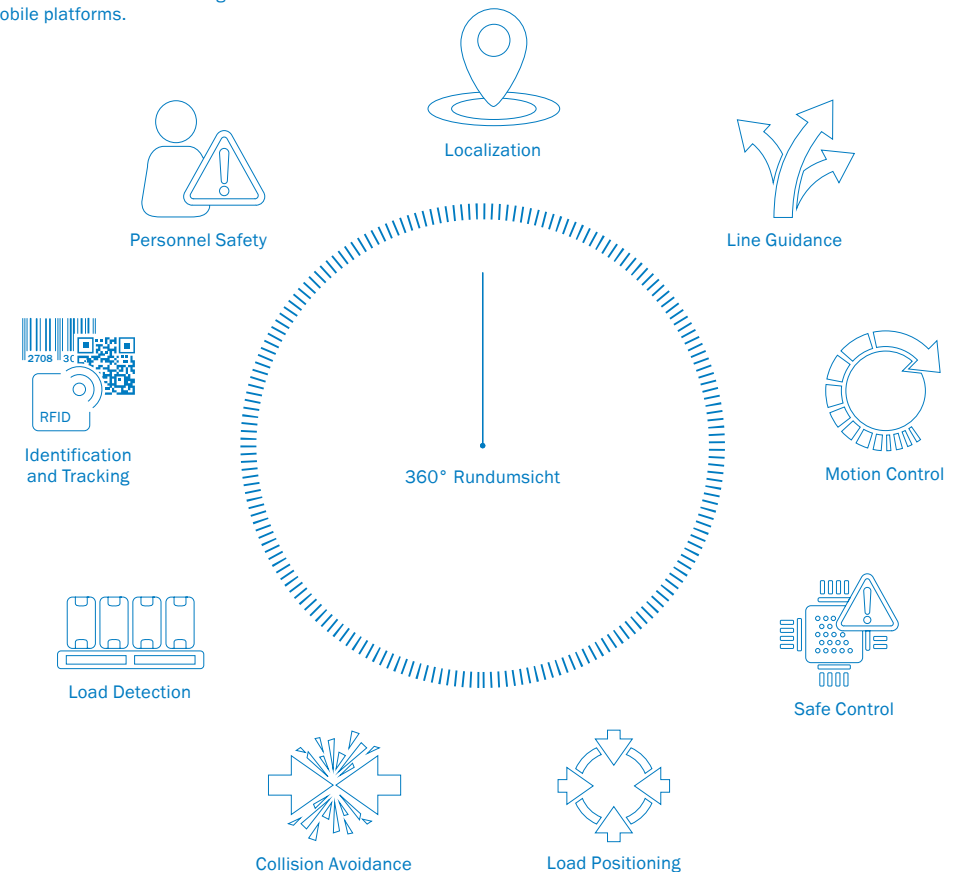 mobile platforms.
Localization
Personnel Safety
Line Guidance
2708
RFID
Identification
and Tracking
360° Rundumsicht
Motion Control
Load Detection
Safe Control
Collision Avoidance
Load Positioning